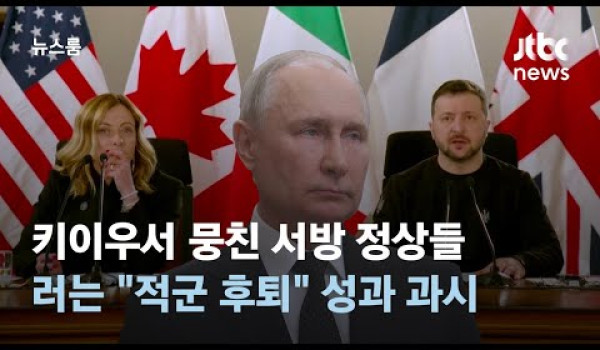 뉴스룸
jtbc
news
키이우서 뭉친 서방 정상들
러는 "적군 후퇴" 성과 과시